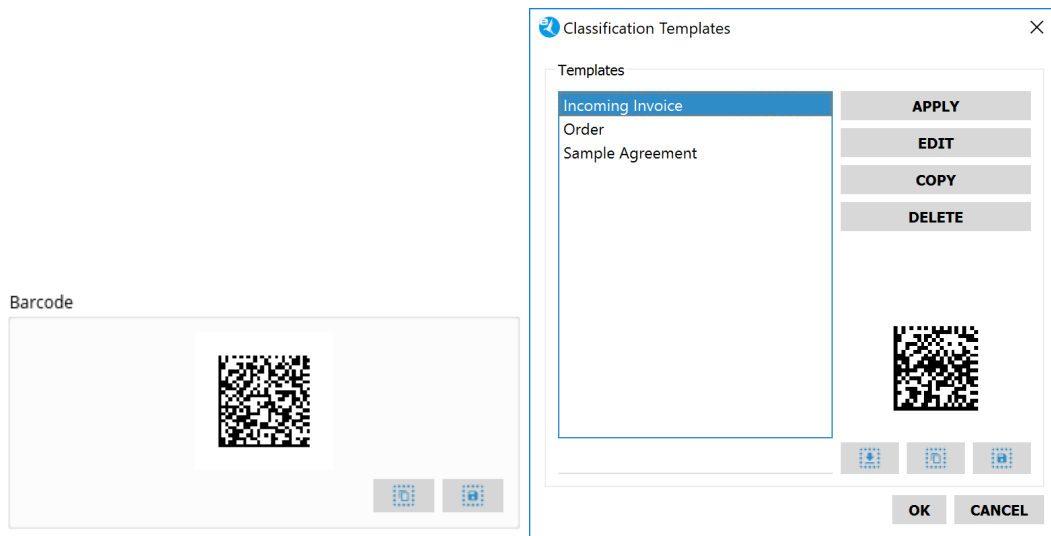 Barcode
Classification Templates
Templates
Incoming Invoice
Order
Sample Agreement
APPLY
EDIT
COPY
DELETE
OK
CANCEL